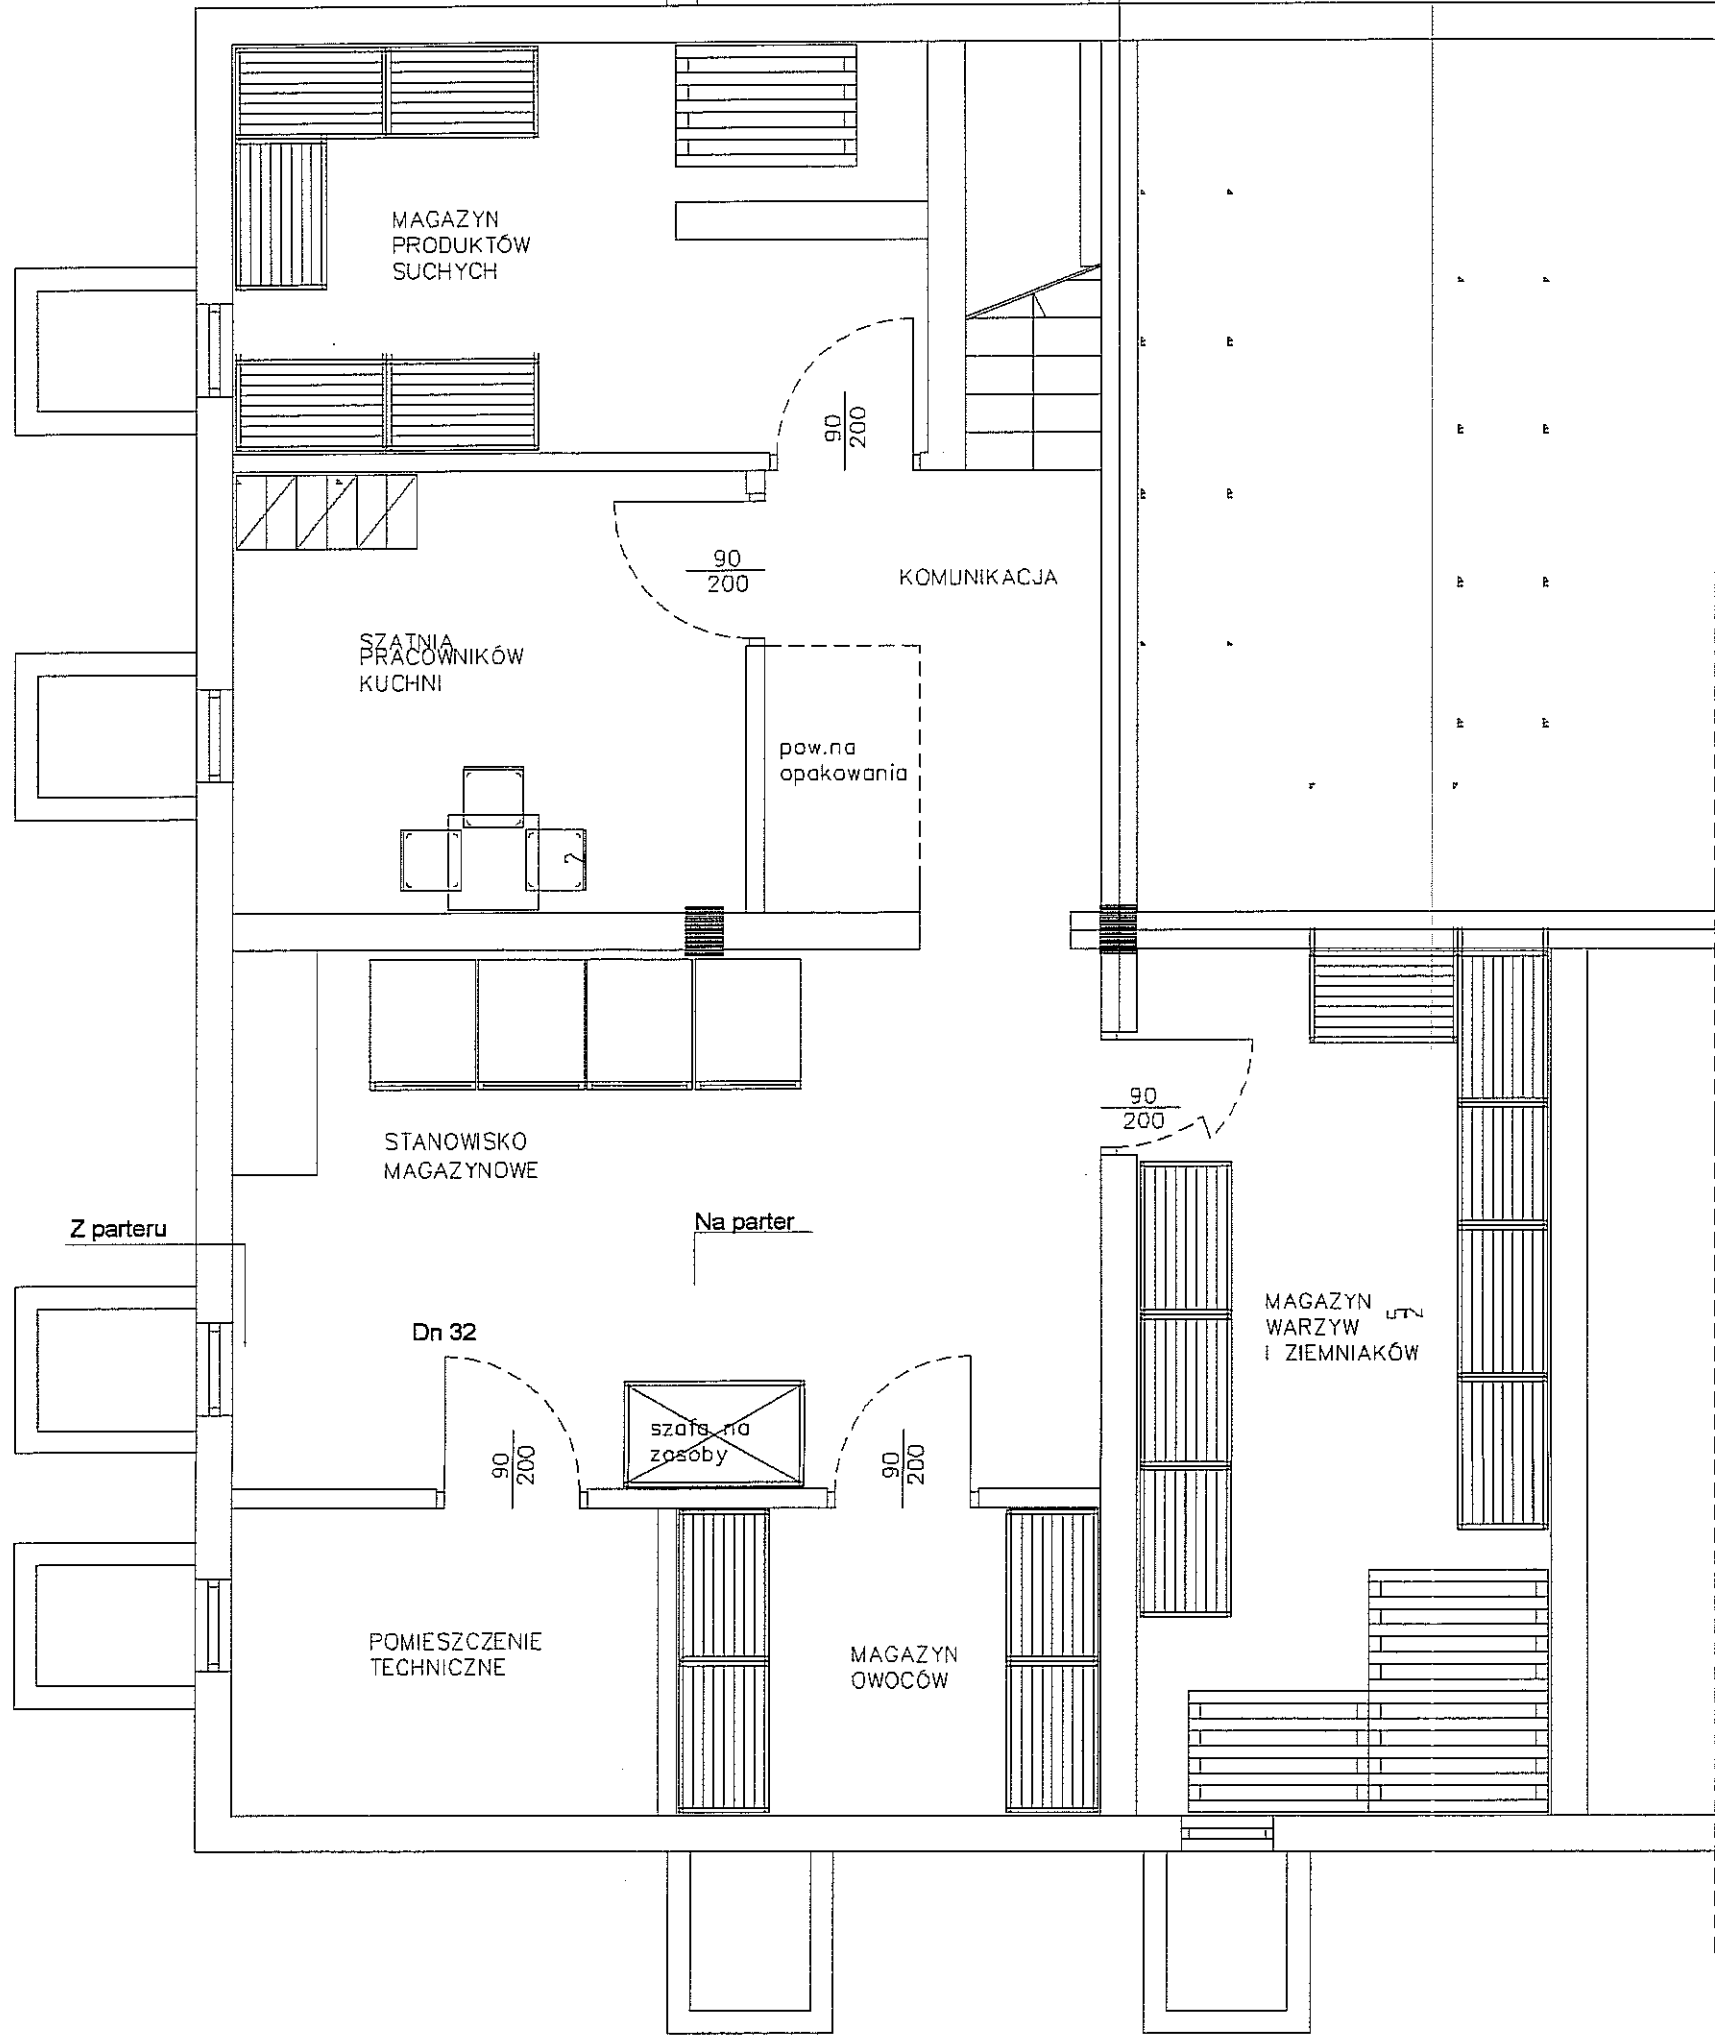 MAGAZYN
PRODUKTÓW
SUCHYCH
90
200
90
200
KOMUNIKACJA
SZATNIA
PRACOWNIKÓW
KUCHNI
pow.na
opakowania
90
200
STANOWISKO
MAGAZYNOWE
Z parteru
Na parter
MAGAZYN
WARZYW
I ZIEMNIAKÓW
Dn 32
szafa na
zasoby
90
200
90
200
POMIESZCZENIE
TECHNICZNE
MAGAZYN
OWOCÓW